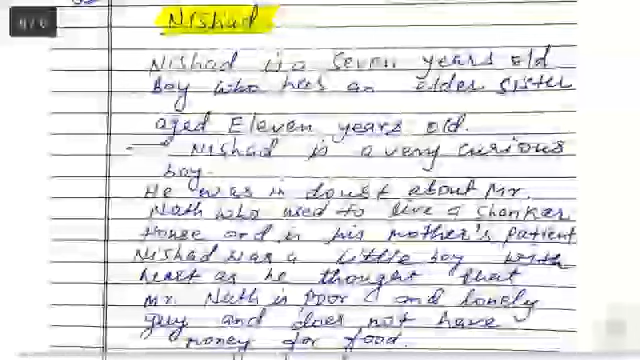 Nishad
Nishad is a Seven years old
boy who has an elder sister
aged Eleven years old.
Nishad is a very curious
boy.
He was in doubt about Mr.
Nath who used to live a Shanker
House and in his mother's patient
Nishad was a little boy with
heart as he thought that
Mr. Nath is poor and lonely
guy and does not have
money for food.